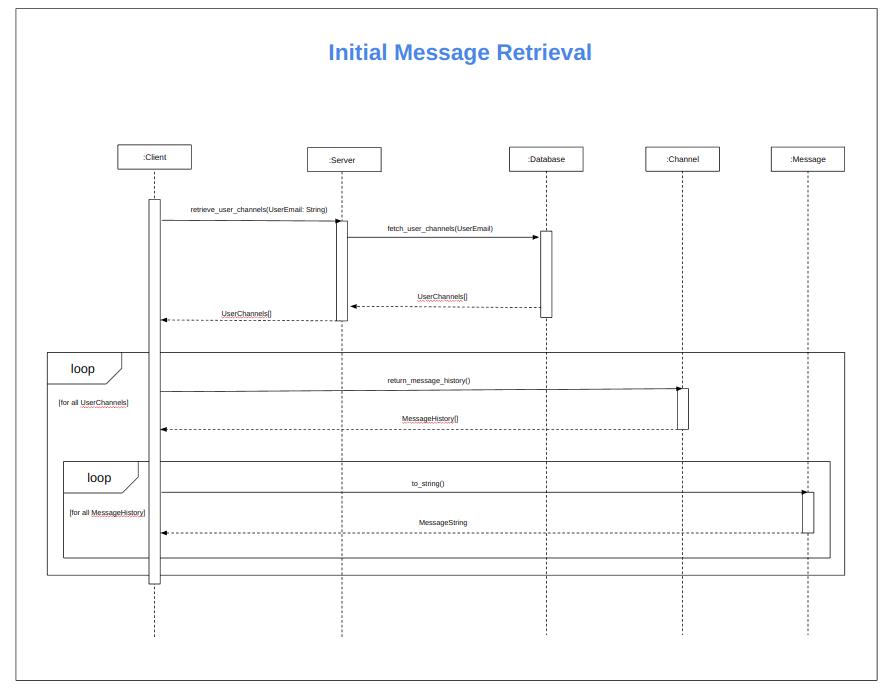 Initial Message Retrieval
:Client
:Server
:Database
:Channel
:Message
retrieve_user_channels(UserEmail: String)
fetch_user_channels(UserEmail)
UserChannels[]
UserChannels[]
loop
return_message_history()
[for all UserChannels]
MessageHistory[]
loop
to_string()
[for all MessageHistory]
MessageString